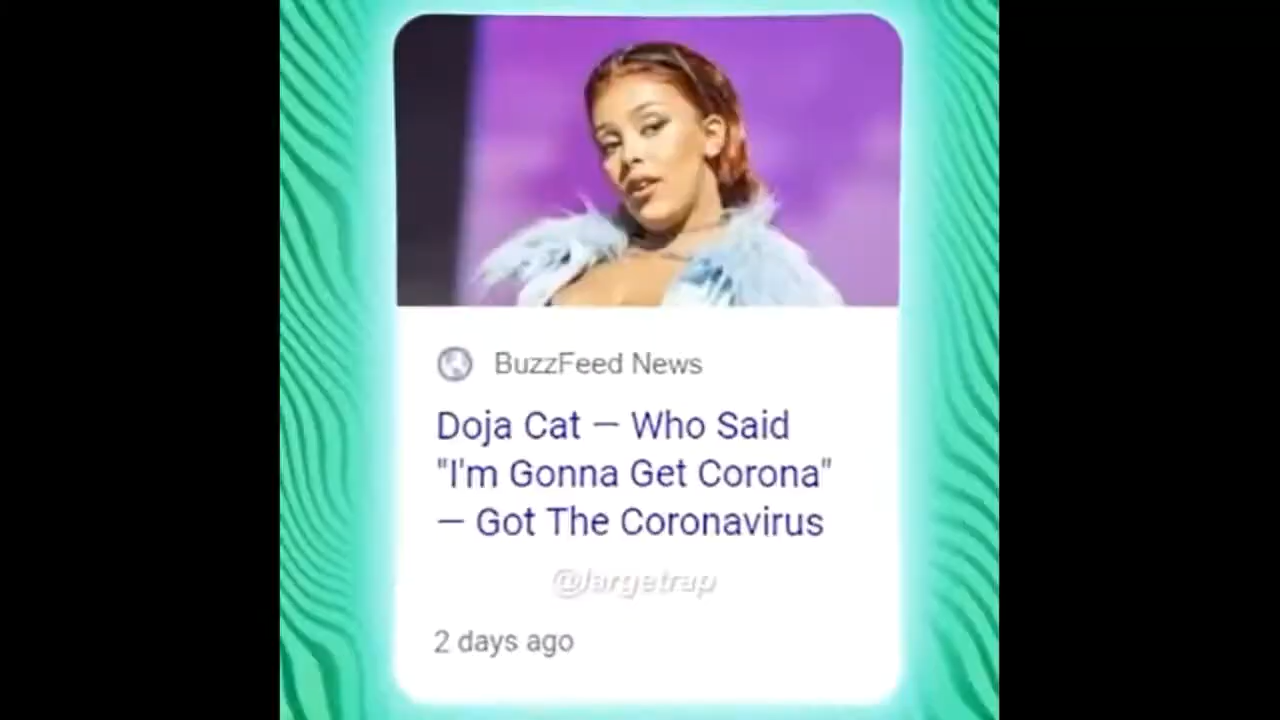 BuzzFeed News
Doja Cat — Who Said
"I'm Gonna Get Corona"
— Got The Coronavirus
@largetrap
2 days ago